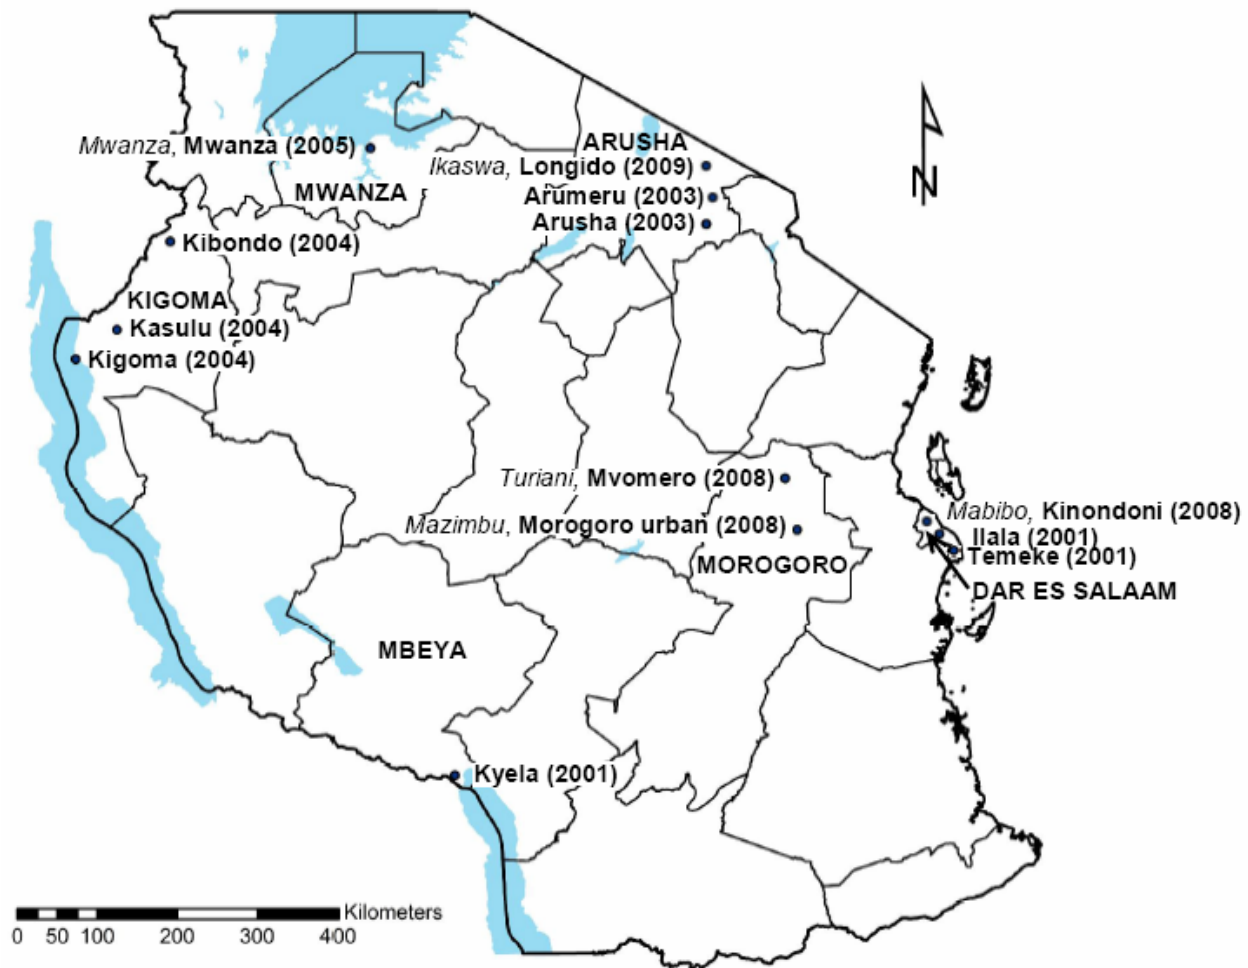 ARUSHA
Mwanza, Mwanza (2005)
Ikaswa, Longido (2009)
MWANZA
Arumeru (2003)
N
Arusha (2003)
Kibondo (2004)
KIGOMA
Kasulu (2004)
Kigoma (2004)
Turiani, Mvomero (2008)
Mabibo, Kinondoni (2008)
Mazimbu, Morogoro urban (2008)
Ilala (2001)
Temeke (2001)
MOROGORO
DAR ES SALAAM
MBEYA
Kyela (2001)
Kilometers
0 50 100 200 300 400